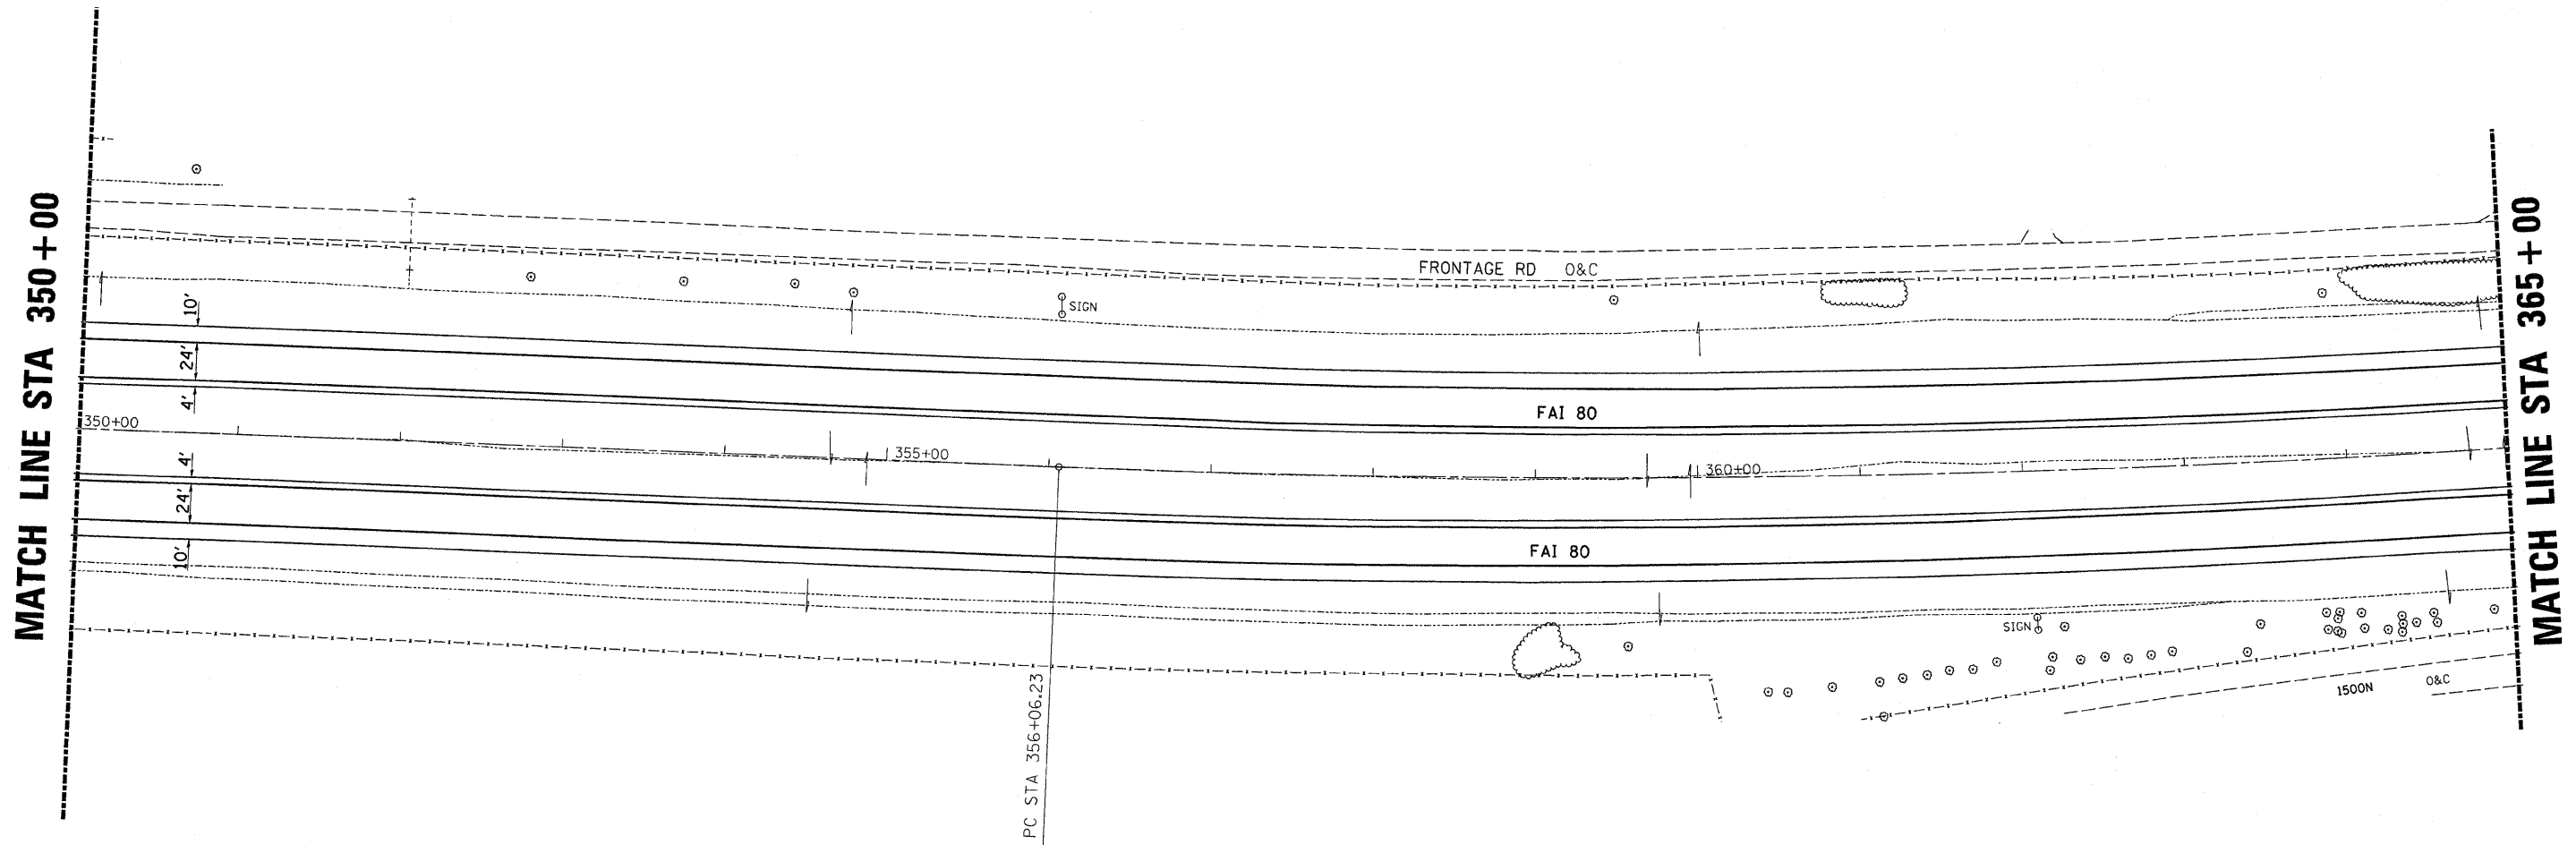 MATCH LINE STA 350+00
FRONTAGE RD O&C
SIGN
10'
24'
4'
FAI 80
350+00
355+00
360+00
4'
24'
10'
FAI 80
SIGN
1500N O&C
PC STA 356+06.23
MATCH LINE STA 365+00